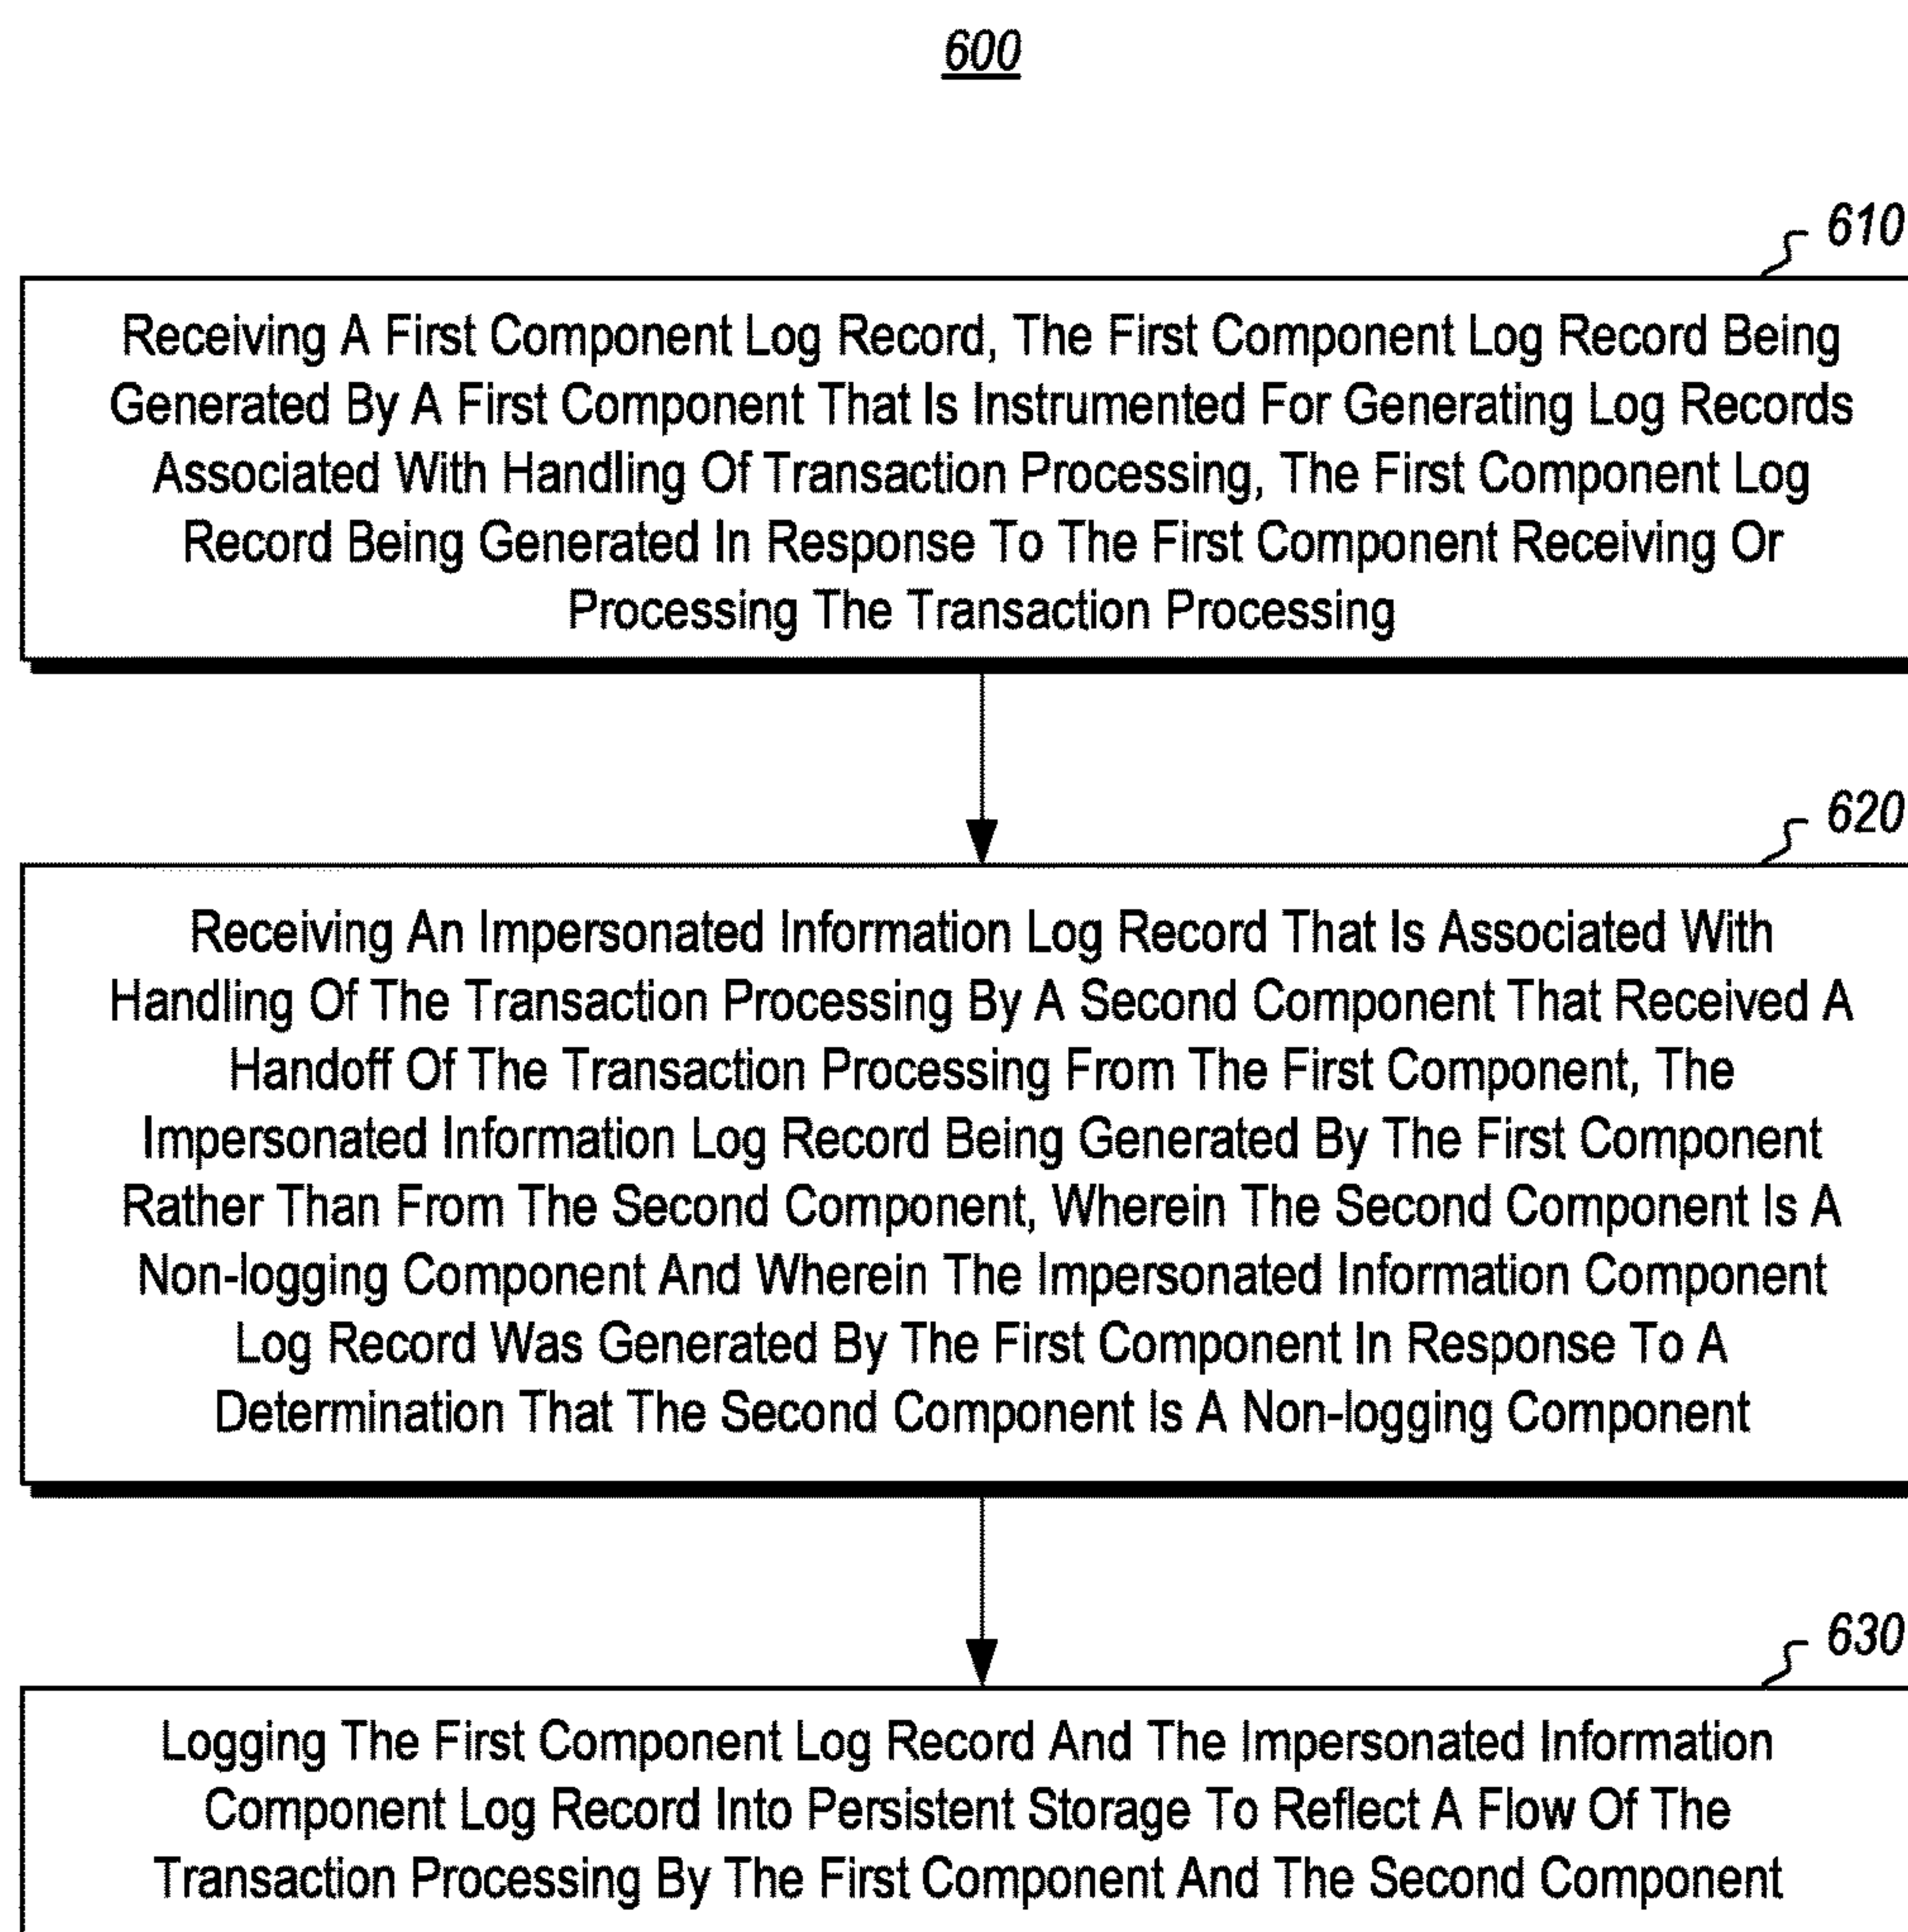 600
610
Receiving A First Component Log Record, The First Component Log Record Being
Generated By A First Component That Is Instrumented For Generating Log Records
Associated With Handling Of Transaction Processing, The First Component Log
Record Being Generated In Response To The First Component Receiving Or
Processing The Transaction Processing
620
Receiving An Impersonated Information Log Record That Is Associated With
Handling Of The Transaction Processing By A Second Component That Received A
Handoff Of The Transaction Processing From The First Component, The
Impersonated Information Log Record Being Generated By The First Component
Rather Than From The Second Component, Wherein The Second Component Is A
Non-logging Component And Wherein The Impersonated Information Component
Log Record Was Generated By The First Component In Response To A
Determination That The Second Component Is A Non-logging Component
630
Logging The First Component Log Record And The Impersonated Information
Component Log Record Into Persistent Storage To Reflect A Flow Of The
Transaction Processing By The First Component And The Second Component